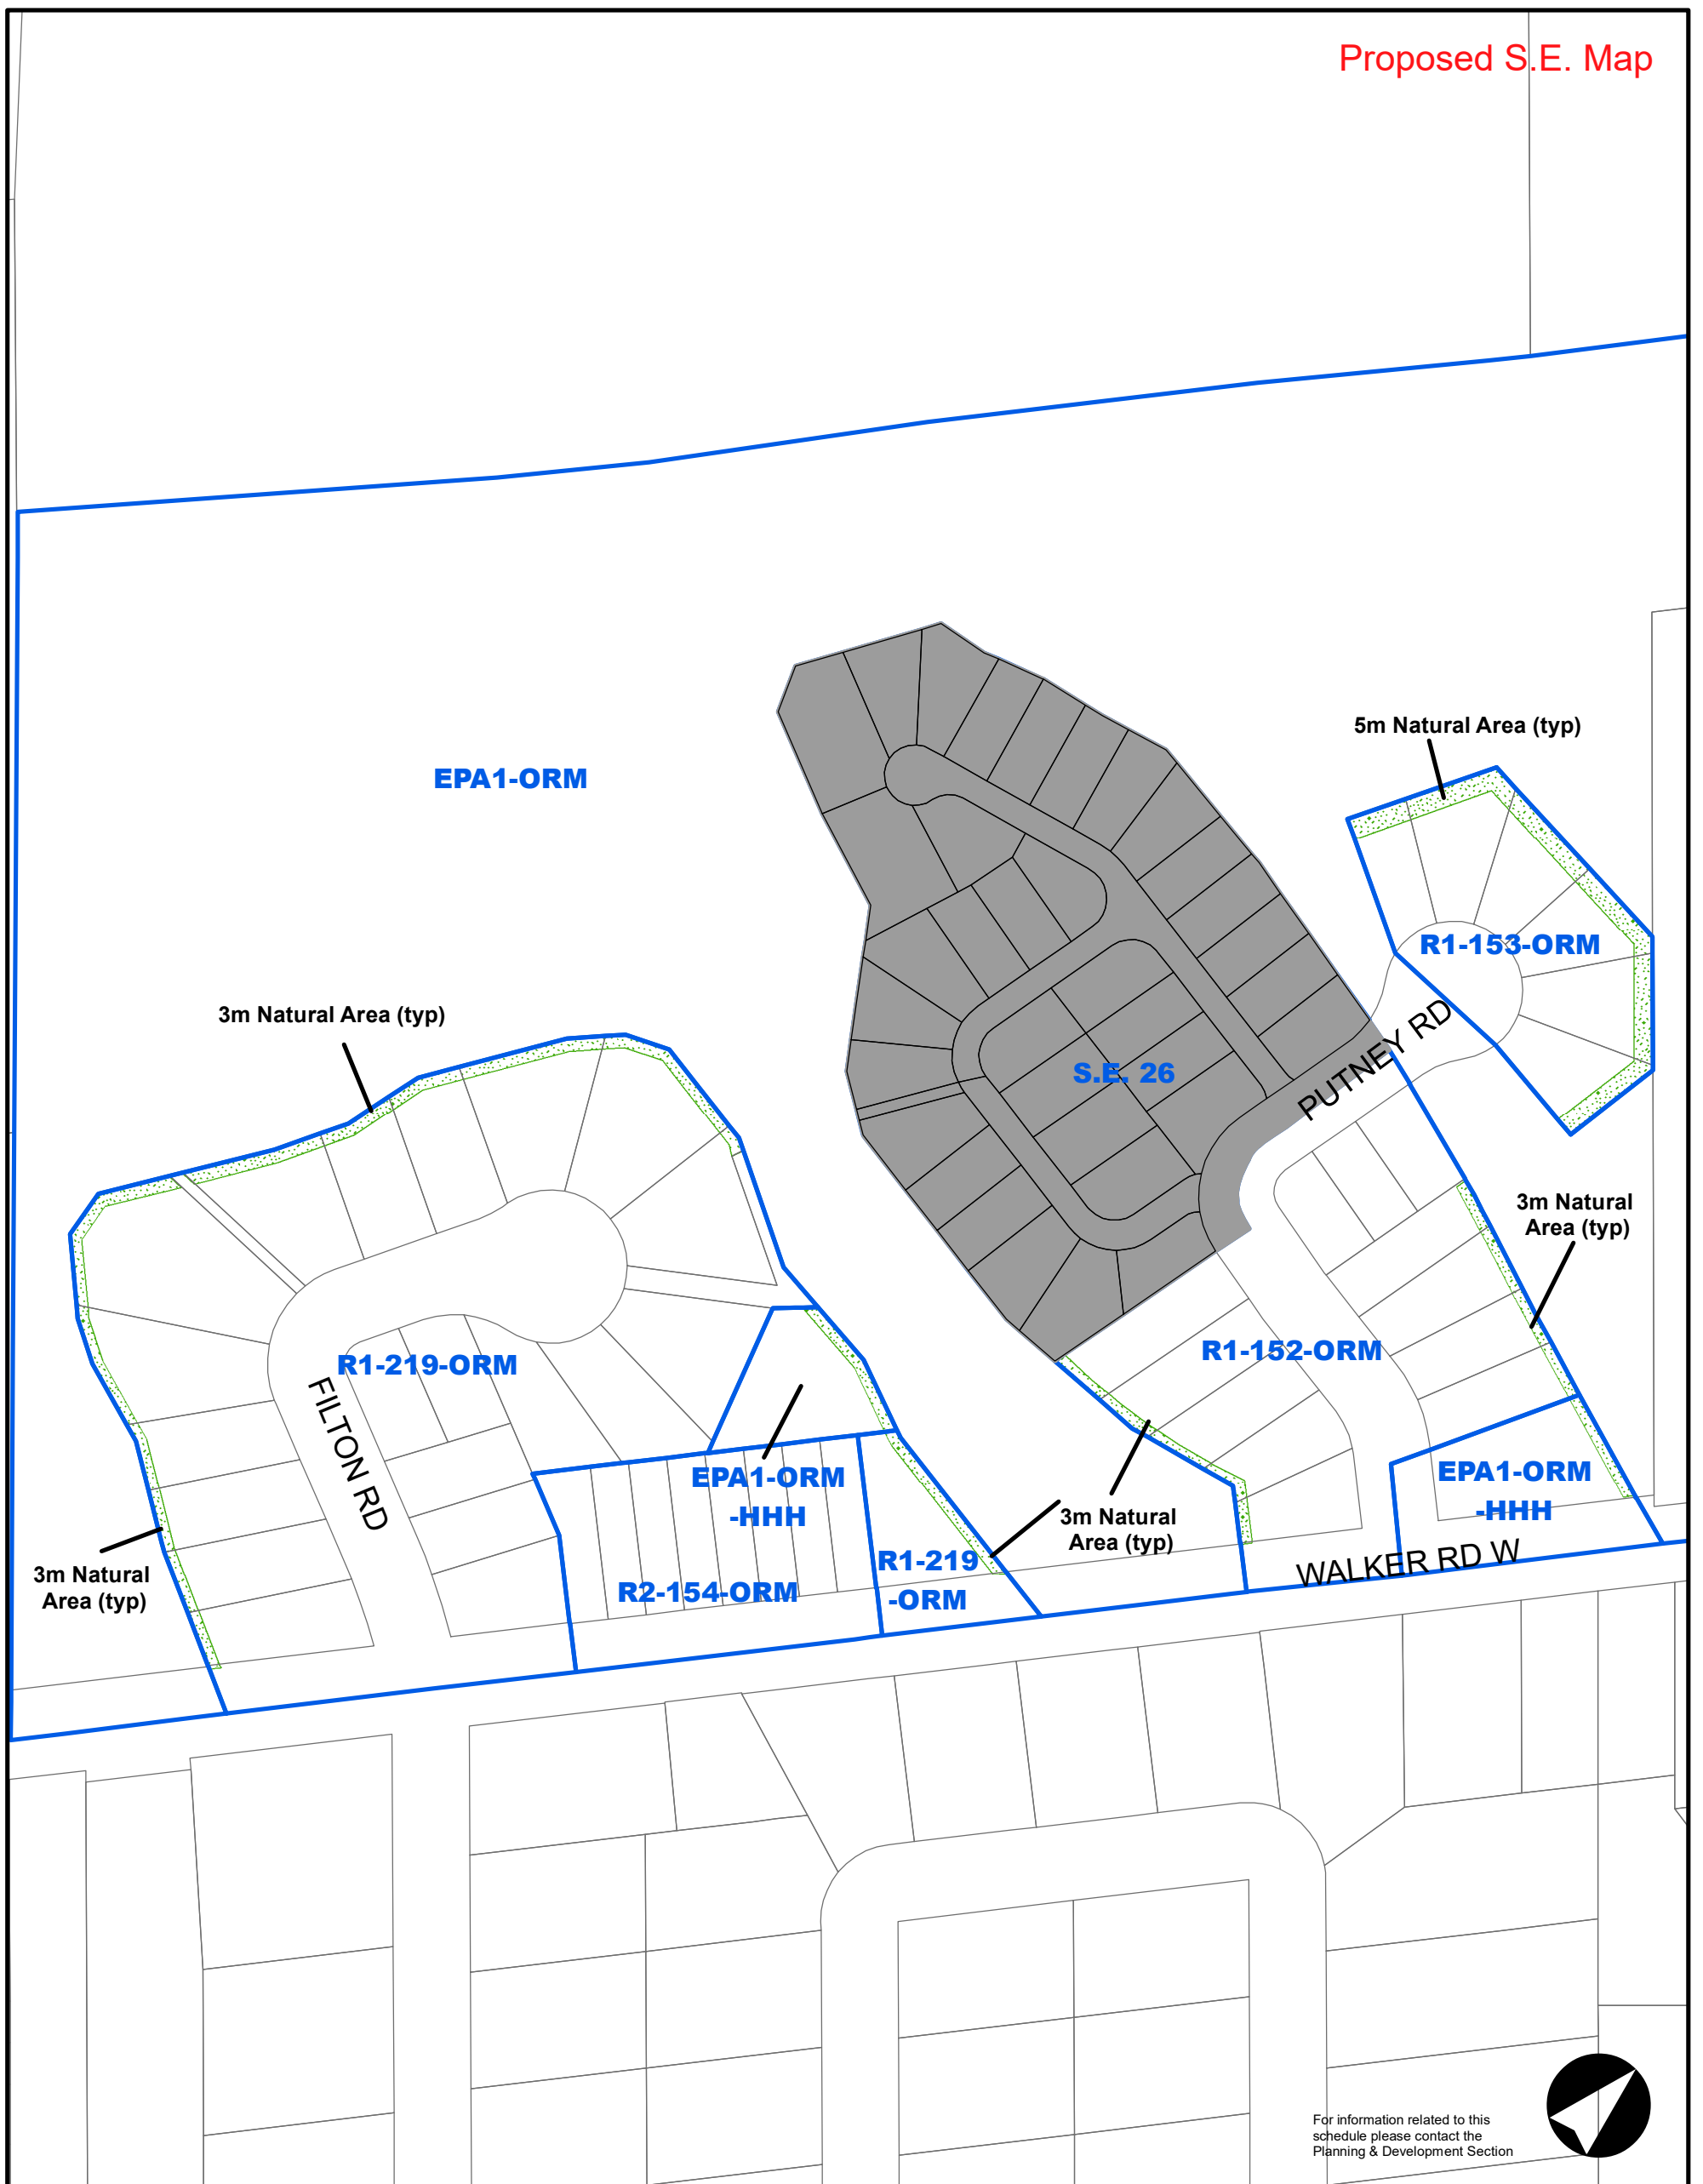 Proposed S.E. Map
5m Natural Area (typ)
EPA1-ORM
R1-153-ORM
3m Natural Area (typ)
PUTNEY RD
S.E. 26
3m Natural
Area (typ)
R1-219-ORM
R1-152-ORM
FILTON RD
EPA1-ORM
-HHH
EPA1-ORM
-HHH
3m Natural
Area (typ)
3m Natural
Area (typ)
R1-219
-ORM
R2-154-ORM
WALKER RD W
For information related to this
schedule please contact the
Planning & Development Section